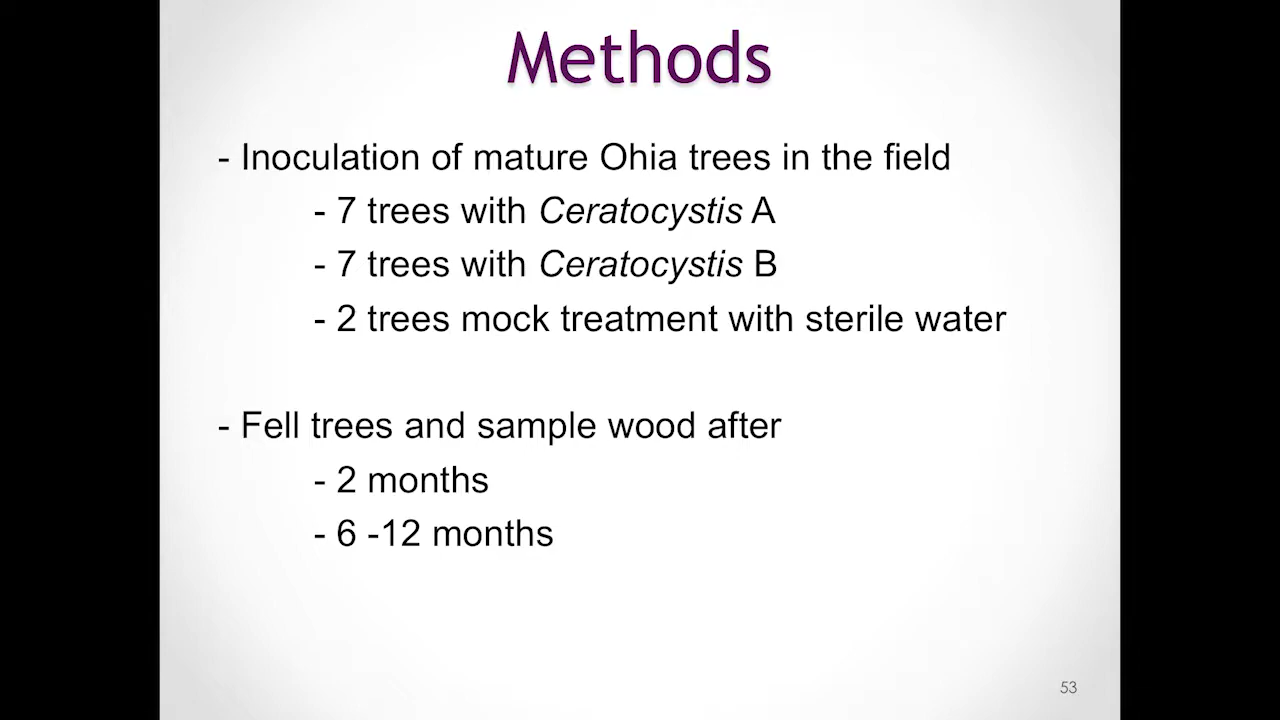 Methods
- Inoculation of mature Ohia trees in the field
- 7 trees with Ceratocystis A
- 7 trees with Ceratocystis B
- 2 trees mock treatment with sterile water
- Fell trees and sample wood after
- 2 months
- 6 -12 months
53